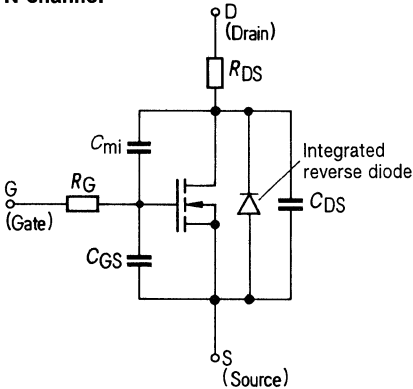 N-Channel
D
(Drain)
RDS
Cmi
Integrated
reverse diode
G
RG
CDS
(Gate)
CGS
S
(Source)